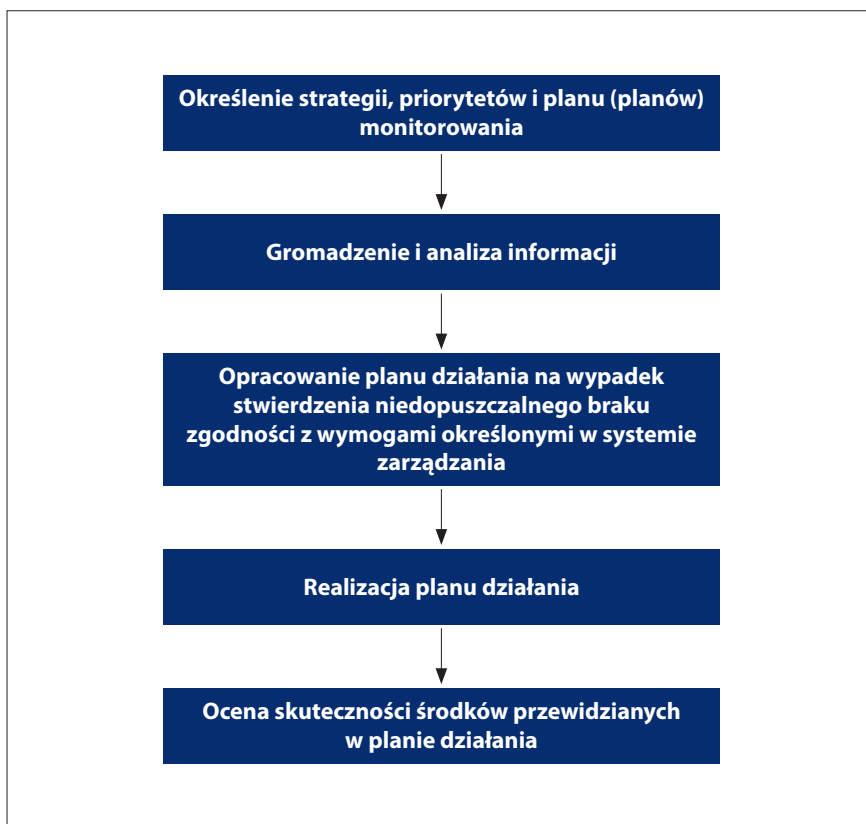 Określenie strategii, priorytetów i planu (planów)
monitorowania
Gromadzenie i analiza informacji
Opracowanie planu działania na wypadek
stwierdzenia niedopuszczalnego braku
zgodności z wymogami określonymi w systemie
zarządzania
Realizacja planu działania
Ocena skuteczności środków przewidzianych
w planie działania